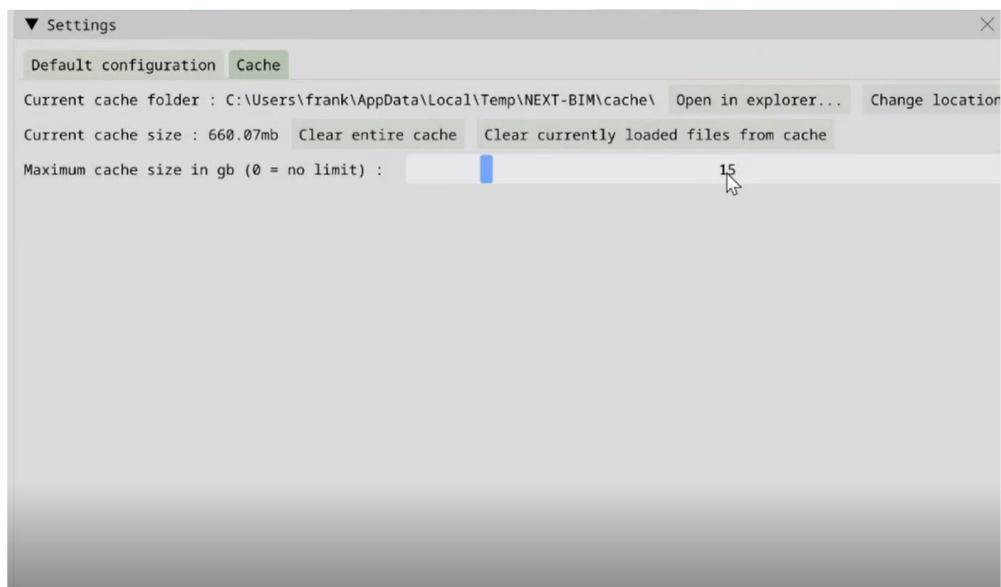 ▼ Settings
Default configuration Cache
Current cache folder : C:\Users\frank\AppData\Local\Temp\NEXT-BIM\cache\ Open in explorer... Change location
Current cache size : 660.07mb Clear entire cache Clear currently loaded files from cache
Maximum cache size in gb (0 = no limit) : 15